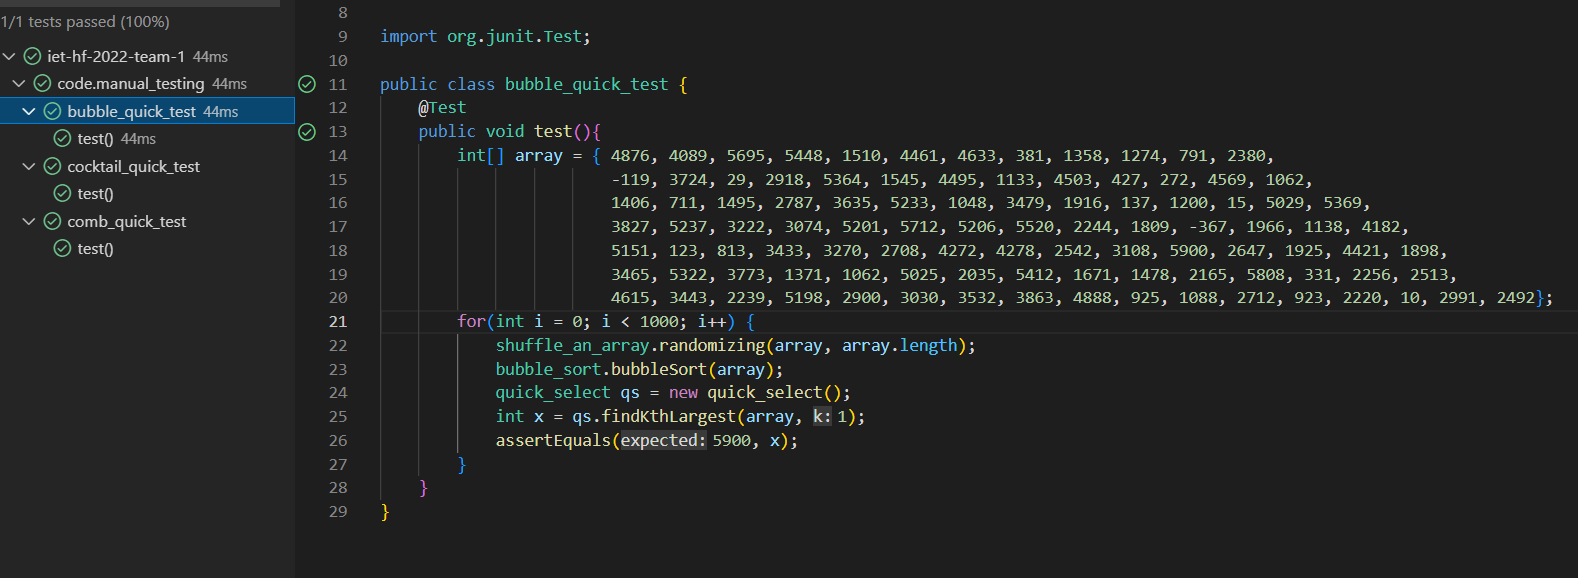 1/1 tests passed (100%)
iet-hf-2022-team-1 44ms
code.manual_testing 44ms
bubble_quick_test 44ms
test() 44ms
cocktail_quick_test
test()
comb_quick_test
test()
8
9 import org.junit.Test;
10
11 public class bubble_quick_test {
12 @Test
13 public void test(){
14 int[] array = { 4876, 4089, 5695, 5448, 1510, 4461, 4633, 381, 1358, 1274, 791, 2380,
15 -119, 3724, 29, 2918, 5364, 1545, 4495, 1133, 4503, 427, 272, 4569, 1062,
16 1406, 711, 1495, 2787, 3635, 5233, 1048, 3479, 1916, 137, 1200, 15, 5029, 5369,
17 3827, 5237, 3222, 3074, 5201, 5712, 5206, 5520, 2244, 1809, -367, 1966, 1138, 4182,
18 5151, 123, 813, 3433, 3270, 2708, 4272, 4278, 2542, 3108, 5900, 2647, 1925, 4421, 1898,
19 3465, 5322, 3773, 1371, 1062, 5025, 2035, 5412, 1671, 1478, 2165, 5808, 331, 2256, 2513,
20 4615, 3443, 2239, 5198, 2900, 3030, 3532, 3863, 4888, 925, 1088, 2712, 923, 2220, 10, 2991, 2492};
21 for(int i = 0; i < 1000; i++) {
22 shuffle_an_array.randomizing(array, array.length);
23 bubble_sort.bubbleSort(array);
24 quick_select qs = new quick_select();
25 int x = qs.findKthLargest(array, k: 1);
26 assertEquals(expected: 5900, x);
27 }
28 }
29 }